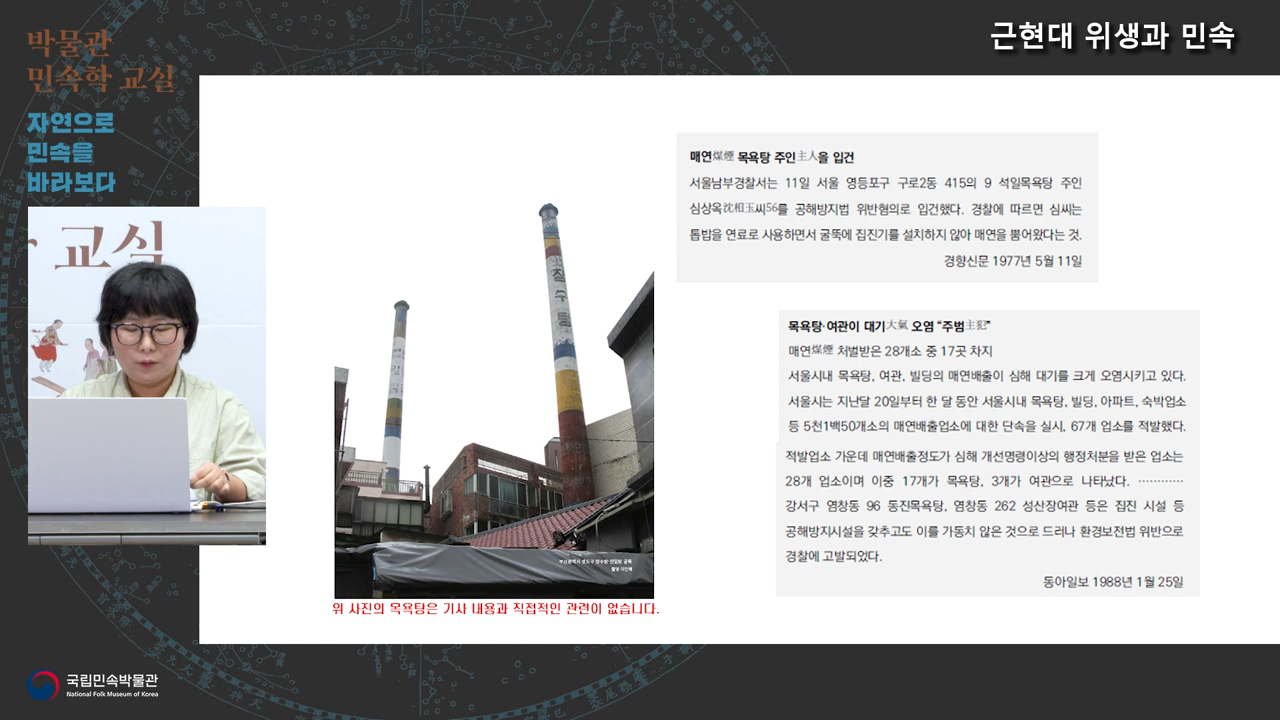 근현대 위생과 민속
박물관
민속학 교실
자연으로
민속을
바라보다
교실
매연煤煙 목욕탕 주인主人을 입건
서울남부경찰서는 11일 서울 영등포구 구로2동 415의 9 석일목욕탕 주인
심상옥沈相玉씨56를 공해방지법 위반혐의로 입건했다. 경찰에 따르면 심씨는
톱밥을 연료로 사용하면서 굴뚝에 집진기를 설치하지 않아 매연을 뿜어왔다는 것.
경향신문 1977년 5월 11일
목욕탕·여관이 대기大氣 오염 "주범主犯"
매연煤煙 처벌받은 28개소 중 17곳 차지
서울시내 목욕탕, 여관, 빌딩의 매연배출이 심해 대기를 크게 오염시키고 있다.
서울시는 지난달 20일부터 한 달 동안 서울시내 목욕탕, 빌딩, 아파트, 숙박업소
등 5천1백50개소의 매연배출업소에 대한 단속을 실시, 67개 업소를 적발했다.
적발업소 가운데 매연배출정도가 심해 개선명령이상의 행정처분을 받은 업소는
28개 업소이며 이중 17개가 목욕탕, 3개가 여관으로 나타났다. …………
강서구 염창동 96 동진목욕탕, 염창동 262 성산장여관 등은 집진 시설 등
공해방지시설을 갖추고도 이를 가동치 않은 것으로 드러나 환경보전법 위반으로
경찰에 고발되었다.
동아일보 1988년 1월 25일
장수탕
부산광역시 영도구
위 사진의 목욕탕은 기사 내용과 직접적인 관련이 없습니다.
국립민속박물관
National Folk Museum of Korea